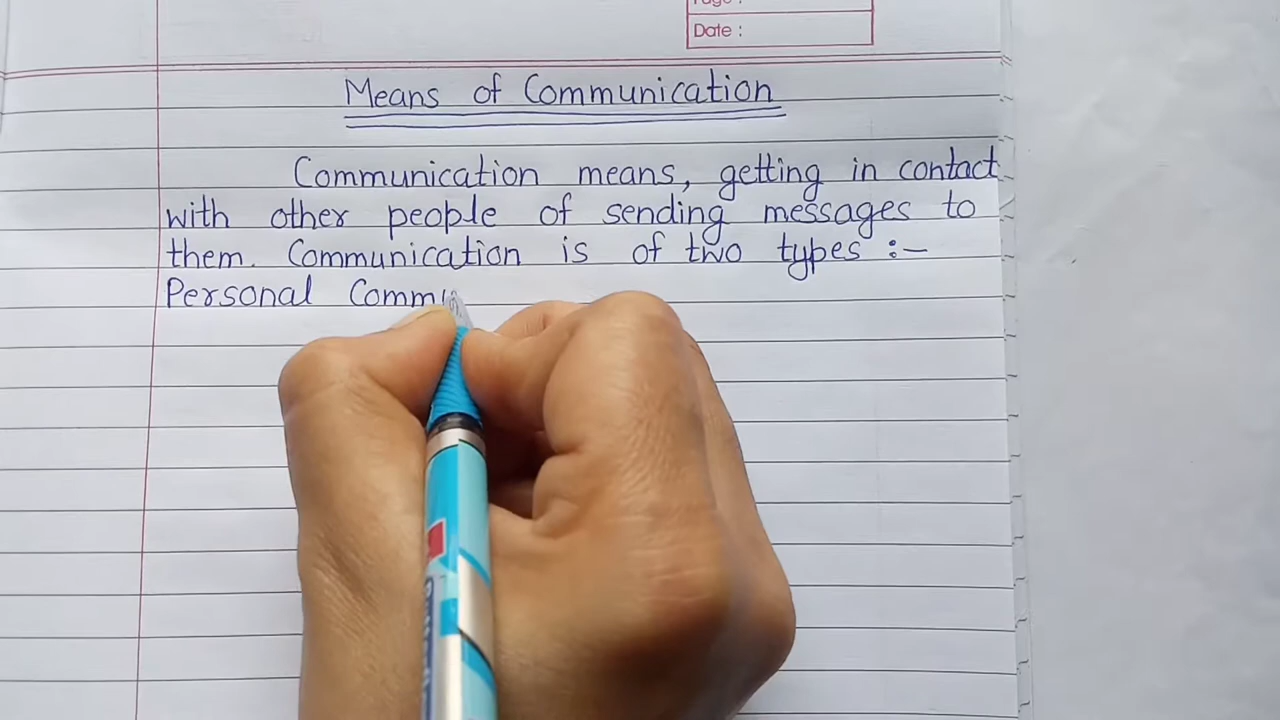 Date :
Means of Communication
Communication means, getting in contact
with other people of sending messages to
them. Communication is of two types :-
Personal Commu